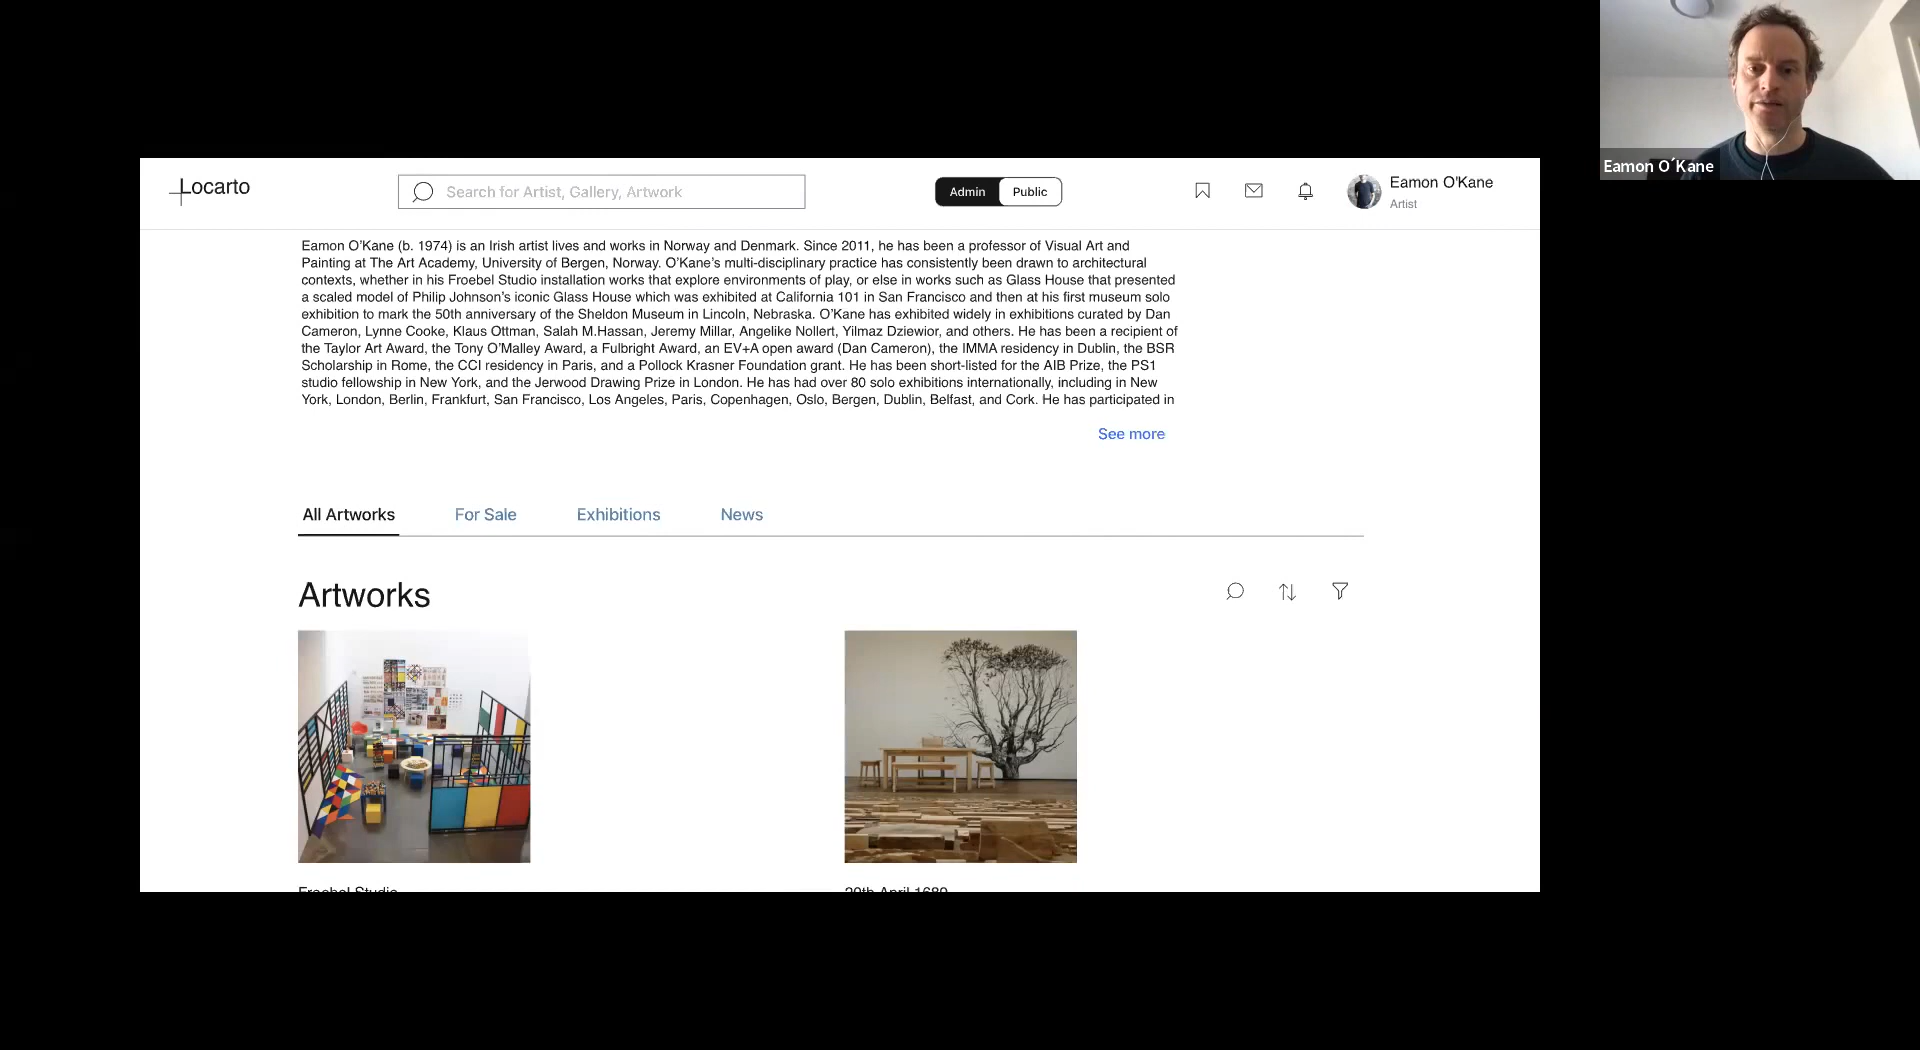 Locarto
Search for Artist, Gallery, Artwork
Admin
Public
Eamon O'Kane
Artist
Eamon O´Kane
Eamon O'Kane (b. 1974) is an Irish artist lives and works in Norway and Denmark. Since 2011, he has been a professor of Visual Art and
Painting at The Art Academy, University of Bergen, Norway. O'Kane's multi-disciplinary practice has consistently been drawn to architectural
contexts, whether in his Froebel Studio installation works that explore environments of play, or else in works such as Glass House that presented
a scaled model of Philip Johnson's iconic Glass House which was exhibited at California 101 in San Francisco and then at his first museum solo
exhibition to mark the 50th anniversary of the Sheldon Museum in Lincoln, Nebraska. O'Kane has exhibited widely in exhibitions curated by Dan
Cameron, Lynne Cooke, Klaus Ottman, Salah M.Hassan, Jeremy Millar, Angelike Nollert, Yilmaz Dziewior, and others. He has been a recipient of
the Taylor Art Award, the Tony O'Malley Award, a Fulbright Award, an EV+A open award (Dan Cameron), the IMMA residency in Dublin, the BSR
Scholarship in Rome, the CCI residency in Paris, and a Pollock Krasner Foundation grant. He has been short-listed for the AIB Prize, the PS1
studio fellowship in New York, and the Jerwood Drawing Prize in London. He has had over 80 solo exhibitions internationally, including in New
York, London, Berlin, Frankfurt, San Francisco, Los Angeles, Paris, Copenhagen, Oslo, Bergen, Dublin, Belfast, and Cork. He has participated in
See more
All Artworks
For Sale
Exhibitions
News
Artworks
Froebel Studio
20th April 1689